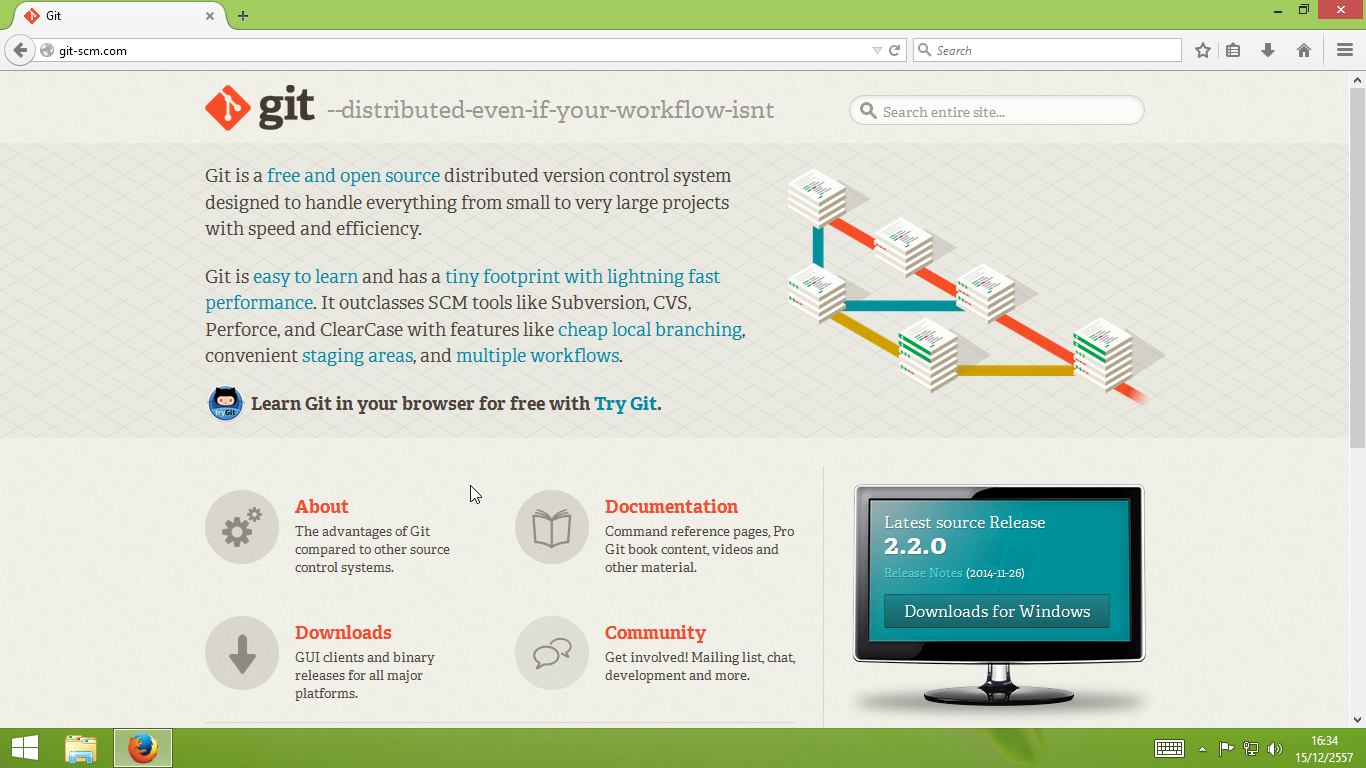 Git
git-scm.com
Search
git --distributed-even-if-your-workflow-isnt
Search entire site...
Git is a free and open source distributed version control system
designed to handle everything from small to very large projects
with speed and efficiency.
Git is easy to learn and has a tiny footprint with lightning fast
performance. It outclasses SCM tools like Subversion, CVS,
Perforce, and ClearCase with features like cheap local branching,
convenient staging areas, and multiple workflows.
tryGit
Learn Git in your browser for free with Try Git.
About
The advantages of Git
compared to other source
control systems.
Documentation
Command reference pages, Pro
Git book content, videos and
other material.
Downloads
GUI clients and binary
releases for all major
platforms.
Community
Get involved! Mailing list, chat,
development and more.
Latest source Release
2.2.0
Release Notes (2014-11-26)
Downloads for Windows
16:34
15/12/2557